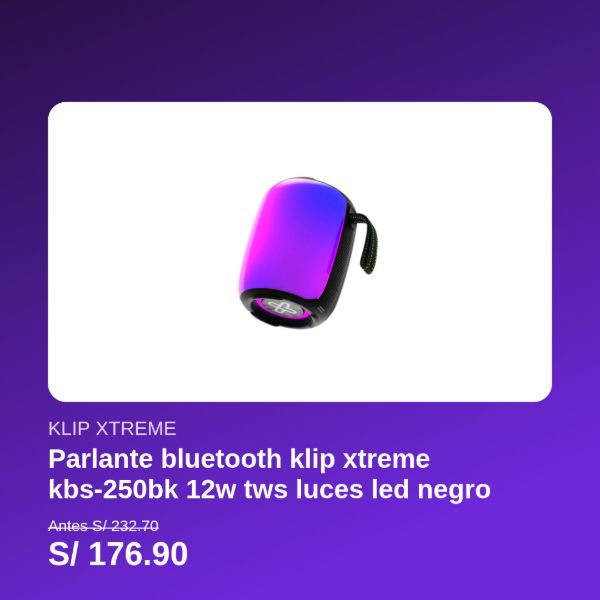 KLIP XTREME
Parlante bluetooth klip xtreme
kbs-250bk 12w tws luces led negro
Antes S/ 232.70
S/ 176.90